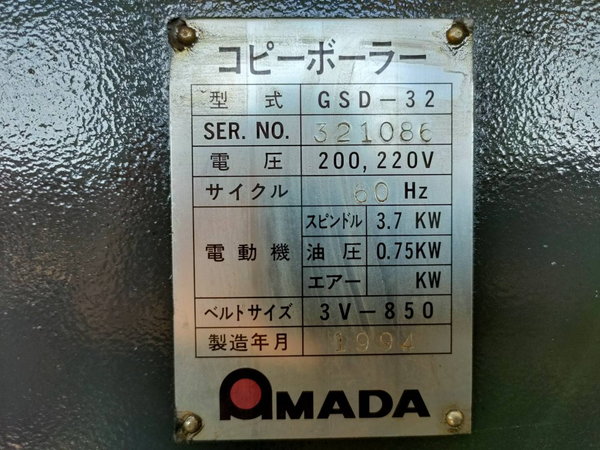 コピーボーラー
型式 GSD-32
SER. NO. 321086
電圧 200, 220V
サイクル 60 Hz
電動機 スピンドル 3.7 KW
油圧 0.75KW
エアー KW
ベルトサイズ 3V-850
製造年月 1994
AMADA